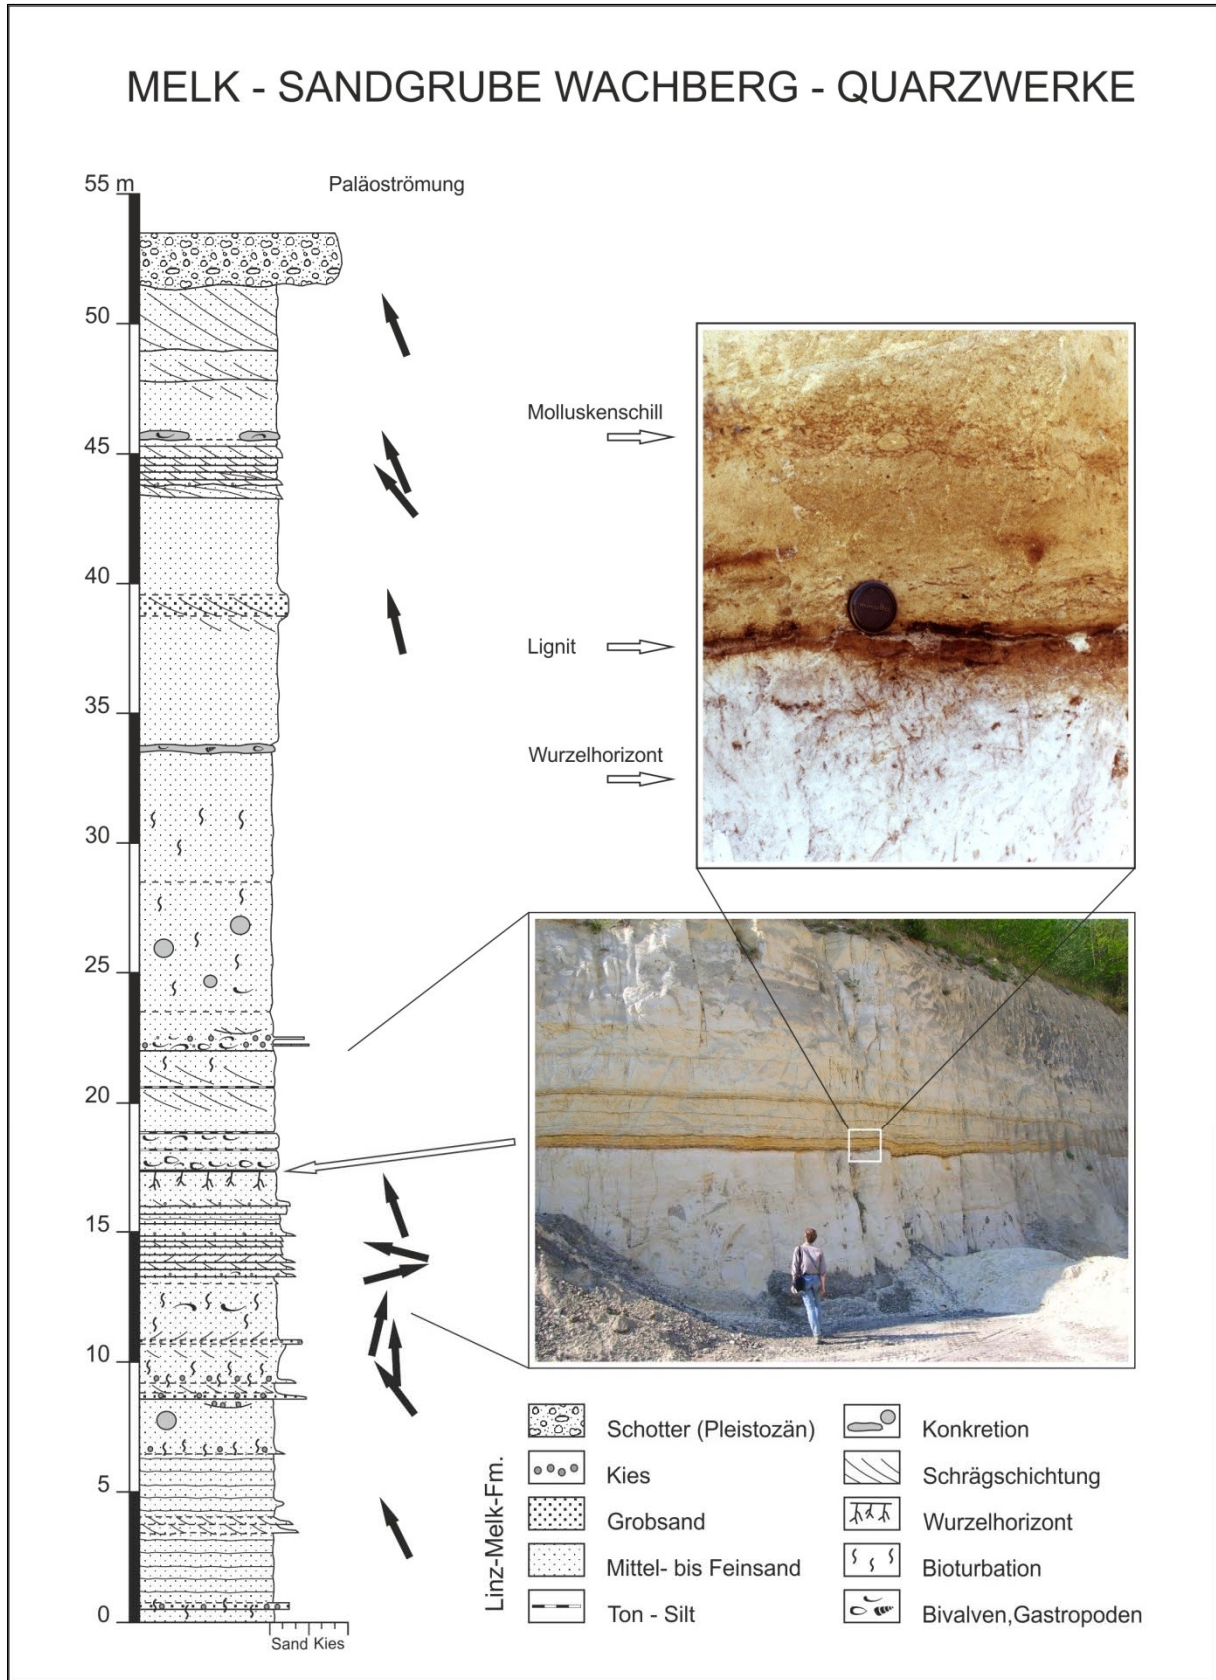 MELK - SANDGRUBE WACHBERG - QUARZWERKE
55 m
Paläoströmung
50
45
40
35
30
25
20
15
10
5
0
Sand Kies
Molluskenschill
Lignit
Wurzelhorizont
Linz-Melk-Fm.
Schotter (Pleistozän)
Kies
Grobsand
Mittel- bis Feinsand
Ton - Silt
Konkretion
Schrägschichtung
Wurzelhorizont
Bioturbation
Bivalven,Gastropoden